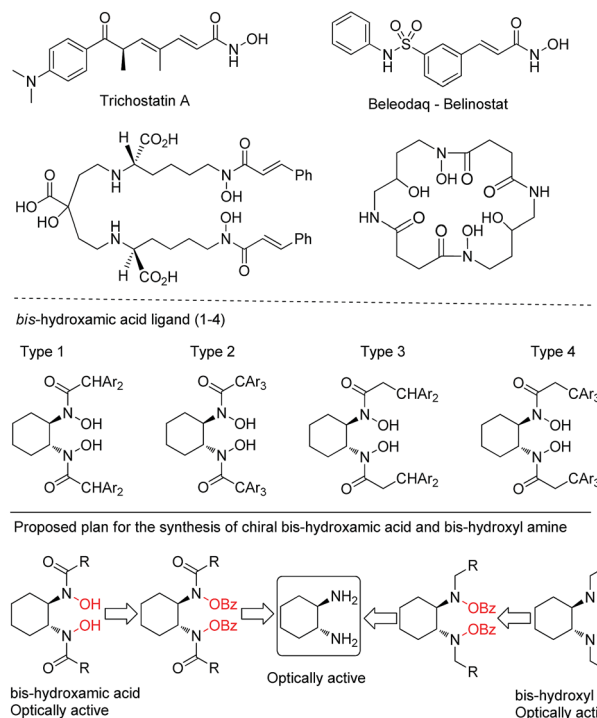 Trichostatin A
Beleodaq - Belinostat
bis-hydroxamic acid ligand (1-4)
Type 1 Type 2 Type 3 Type 4
Proposed plan for the synthesis of chiral bis-hydroxamic acid and bis-hydroxyl amine
bis-hydroxamic acid
Optically active
Optically active
bis-hydroxyl
Optically acti